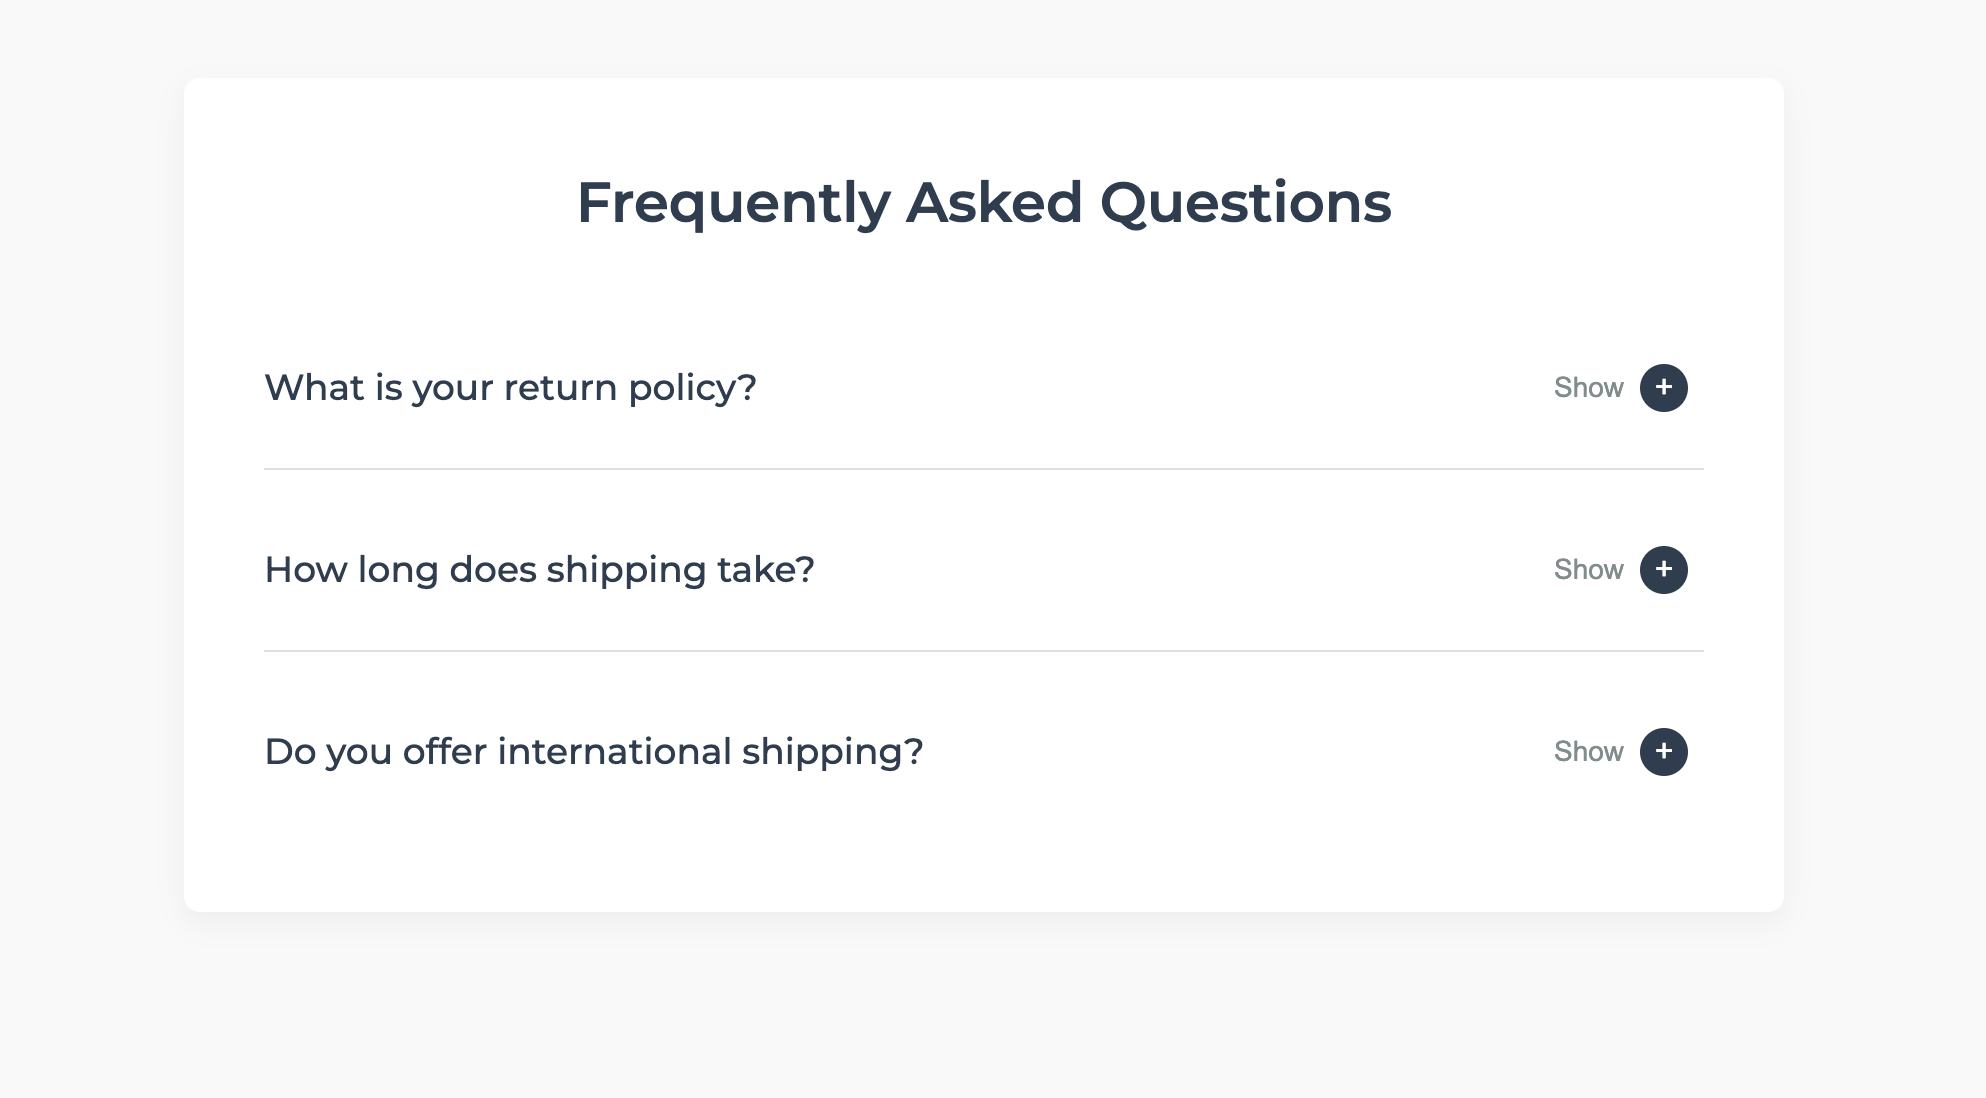 Frequently Asked Questions
What is your return policy? Show +
How long does shipping take? Show +
Do you offer international shipping? Show +